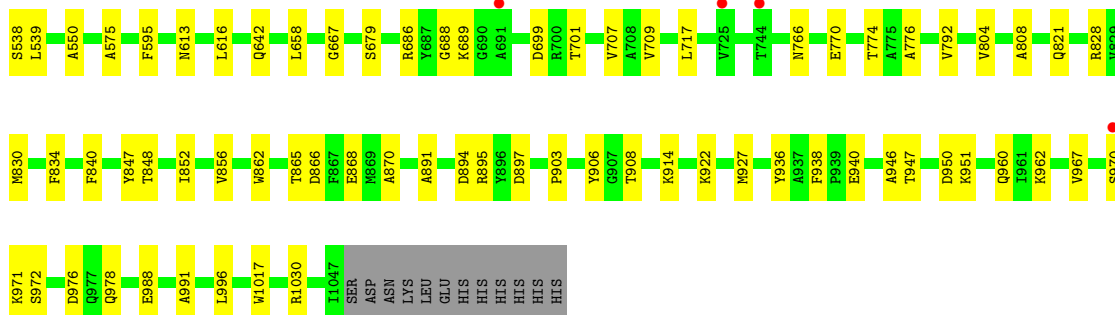 S538 L539 A550 A575 F595 N613 L616 Q642 L658 G667 S679 R686 Y687 G688 K689 G690 A691 D699 R700 T701 V707 A708 V709 L717 V725 T744 N766 E770 T774 A775 A776 V792 V804 A808 Q821 R828
M830 F834 F840 Y847 T848 I852 V856 W862 T865 D866 F867 E868 M869 A870 A891 D894 R895 Y896 D897 P903 Y906 G907 T908 K914 K922 M927 Y936 A937 F938 P939 E940 A946 T947 D950 K951 Q960 I961 K962 V967 S970
K971 S972 D976 Q977 Q978 E988 A991 L996 W1017 R1030 I1047 SER ASP ASN LYS LEU GLU HIS HIS HIS HIS HIS HIS